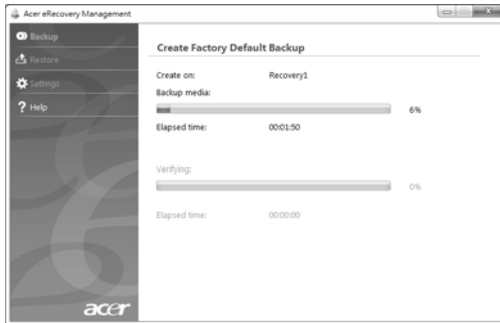 Acer eRecovery Management
Backup
Restore
Settings
? Help
Create Factory Default Backup
Create on: Recovery1
Backup media:
6%
Elapsed time: 00:01:50
Verifying:
0%
Elapsed time: 00:00:00
acer